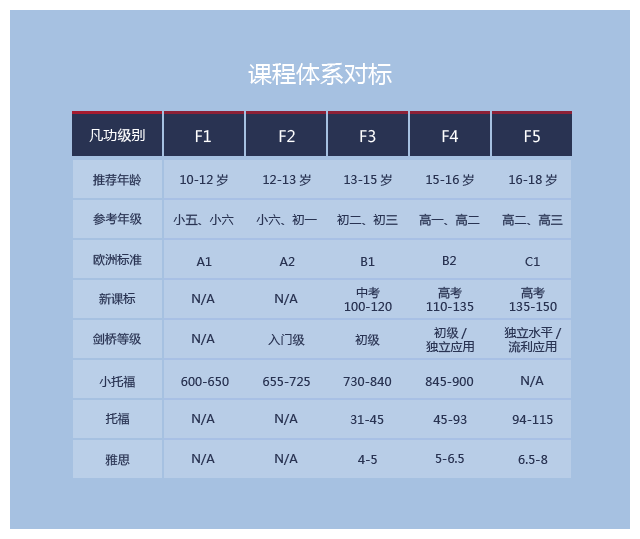 课程体系对标
凡功级别 F1 F2 F3 F4 F5
推荐年龄 10-12 岁 12-13 岁 13-15 岁 15-16 岁 16-18 岁
参考年级 小五、小六 小六、初一 初二、初三 高一、高二 高二、高三
欧洲标准 A1 A2 B1 B2 C1
新课标 N/A N/A 中考 100-120 高考 110-135 高考 135-150
剑桥等级 N/A 入门级 初级 初级 / 独立应用 独立水平 / 流利应用
小托福 600-650 655-725 730-840 845-900 N/A
托福 N/A N/A 31-45 45-93 94-115
雅思 N/A N/A 4-5 5-6.5 6.5-8